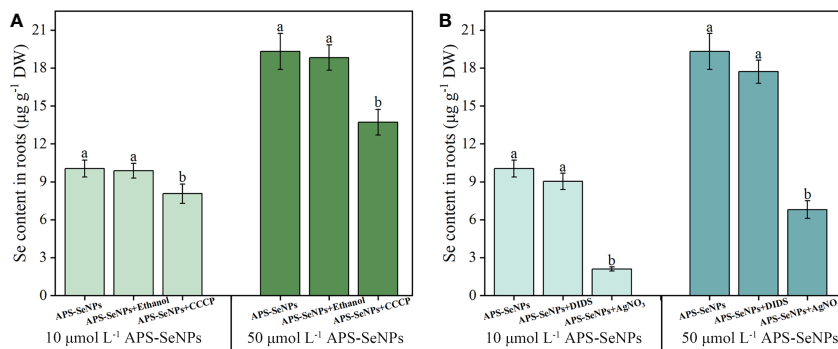 A
Se content in roots (μg g⁻¹ DW)
21
18
15
12
9
6
3
0
a
a
b
a
a
b
APS-SeNPs
APS-SeNPs+Ethanol
APS-SeNPs+CCCP
APS-SeNPs
APS-SeNPs+Ethanol
APS-SeNPs+CCCP
10 μmol L⁻¹ APS-SeNPs
50 μmol L⁻¹ APS-SeNPs
B
Se content in roots (μg g⁻¹ DW)
21
18
15
12
9
6
3
0
a
a
b
a
a
b
APS-SeNPs
APS-SeNPs+DIDS
APS-SeNPs+AgNO₃
APS-SeNPs
APS-SeNPs+DIDS
APS-SeNPs+AgNO
10 μmol L⁻¹ APS-SeNPs
50 μmol L⁻¹ APS-SeNPs